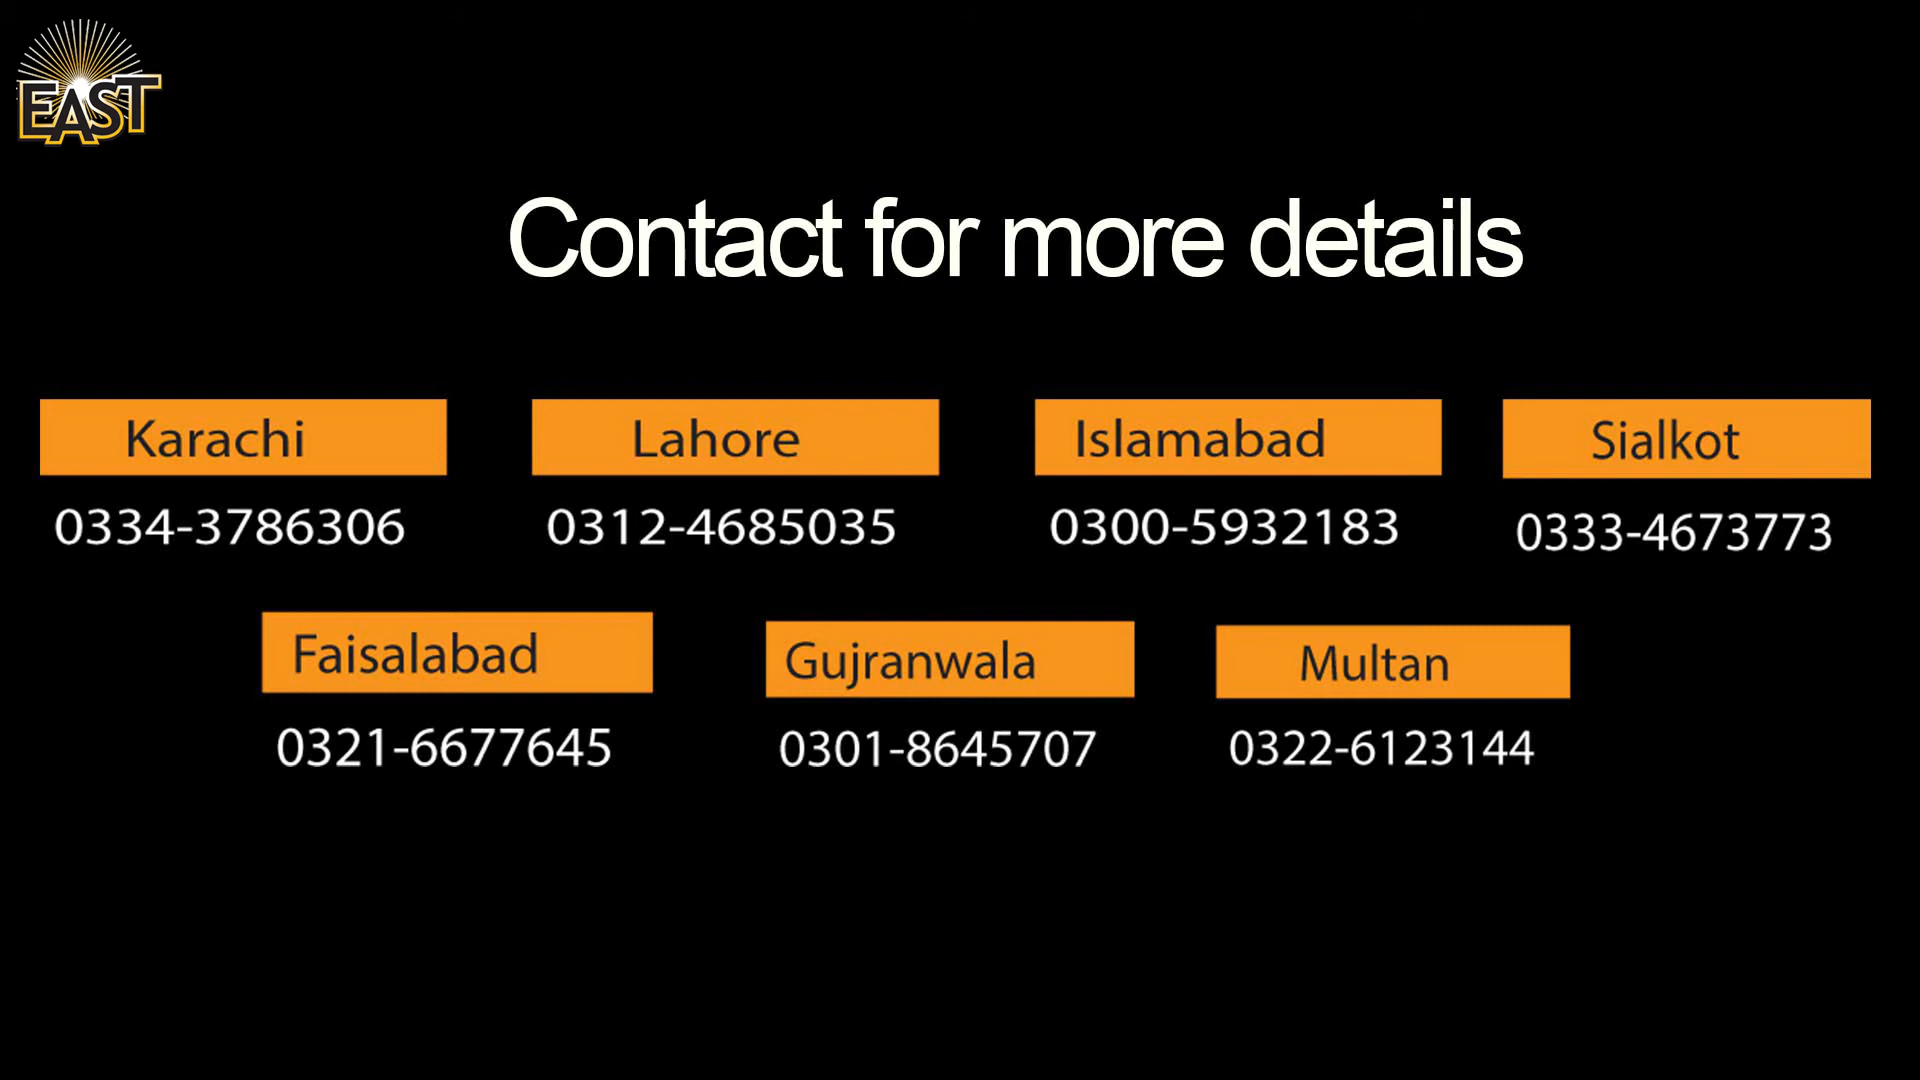 EAST
Contact for more details
Karachi Lahore Islamabad Sialkot
0334-3786306 0312-4685035 0300-5932183 0333-4673773
Faisalabad Gujranwala Multan
0321-6677645 0301-8645707 0322-6123144